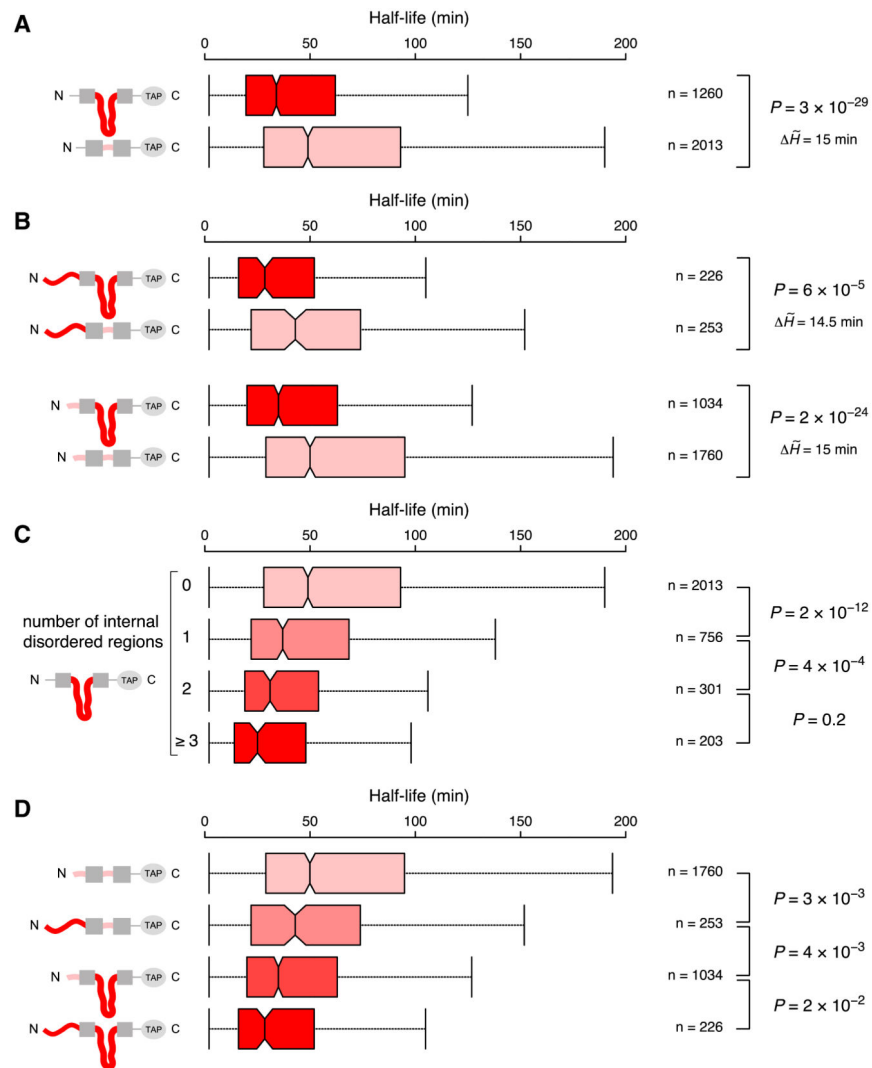 A
Half-life (min)
0 50 100 150 200
N TAP C n = 1260
P = 3 × 10⁻²⁹
ΔH̃ = 15 min
N TAP C n = 2013
B
Half-life (min)
0 50 100 150 200
N TAP C n = 226
P = 6 × 10⁻⁵
ΔH̃ = 14.5 min
N TAP C n = 253
N TAP C n = 1034
P = 2 × 10⁻²⁴
ΔH̃ = 15 min
N TAP C n = 1760
C
Half-life (min)
0 50 100 150 200
0 n = 2013
P = 2 × 10⁻¹²
number of internal
disordered regions
1 n = 756
P = 4 × 10⁻⁴
N TAP C
2 n = 301
P = 0.2
≥ 3 n = 203
D
Half-life (min)
0 50 100 150 200
N TAP C n = 1760
P = 3 × 10⁻³
N TAP C n = 253
P = 4 × 10⁻³
N TAP C n = 1034
P = 2 × 10⁻²
N TAP C n = 226